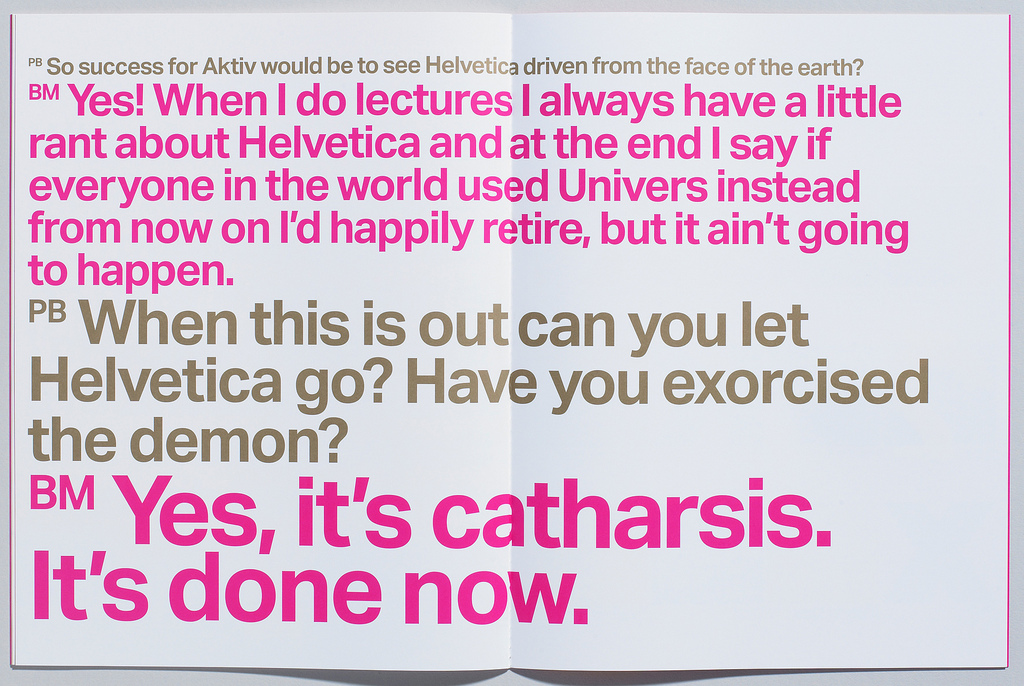 PB So success for Aktiv would be to see Helvetica driven from the face of the earth?
BM Yes! When I do lectures I always have a little
rant about Helvetica and at the end I say if
everyone in the world used Univers instead
from now on I’d happily retire, but it ain’t going
to happen.
PB When this is out can you let
Helvetica go? Have you exorcised
the demon?
BM Yes, it’s catharsis.
It’s done now.